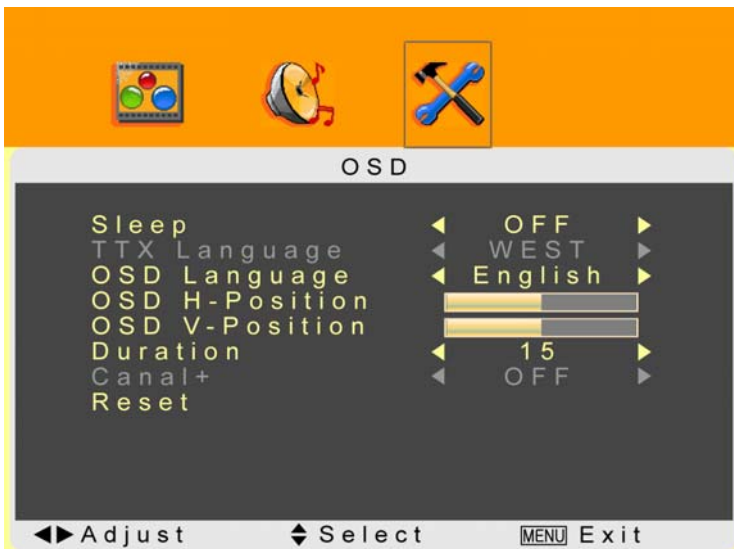 OSD
Sleep ◀ OFF ▶
TTX Language ◀ WEST ▶
OSD Language ◀ English ▶
OSD H-Position
OSD V-Position
Duration ◀ 15 ▶
Canal+ ◀ OFF ▶
Reset
◀▶ Adjust ▲▼ Select MENU Exit